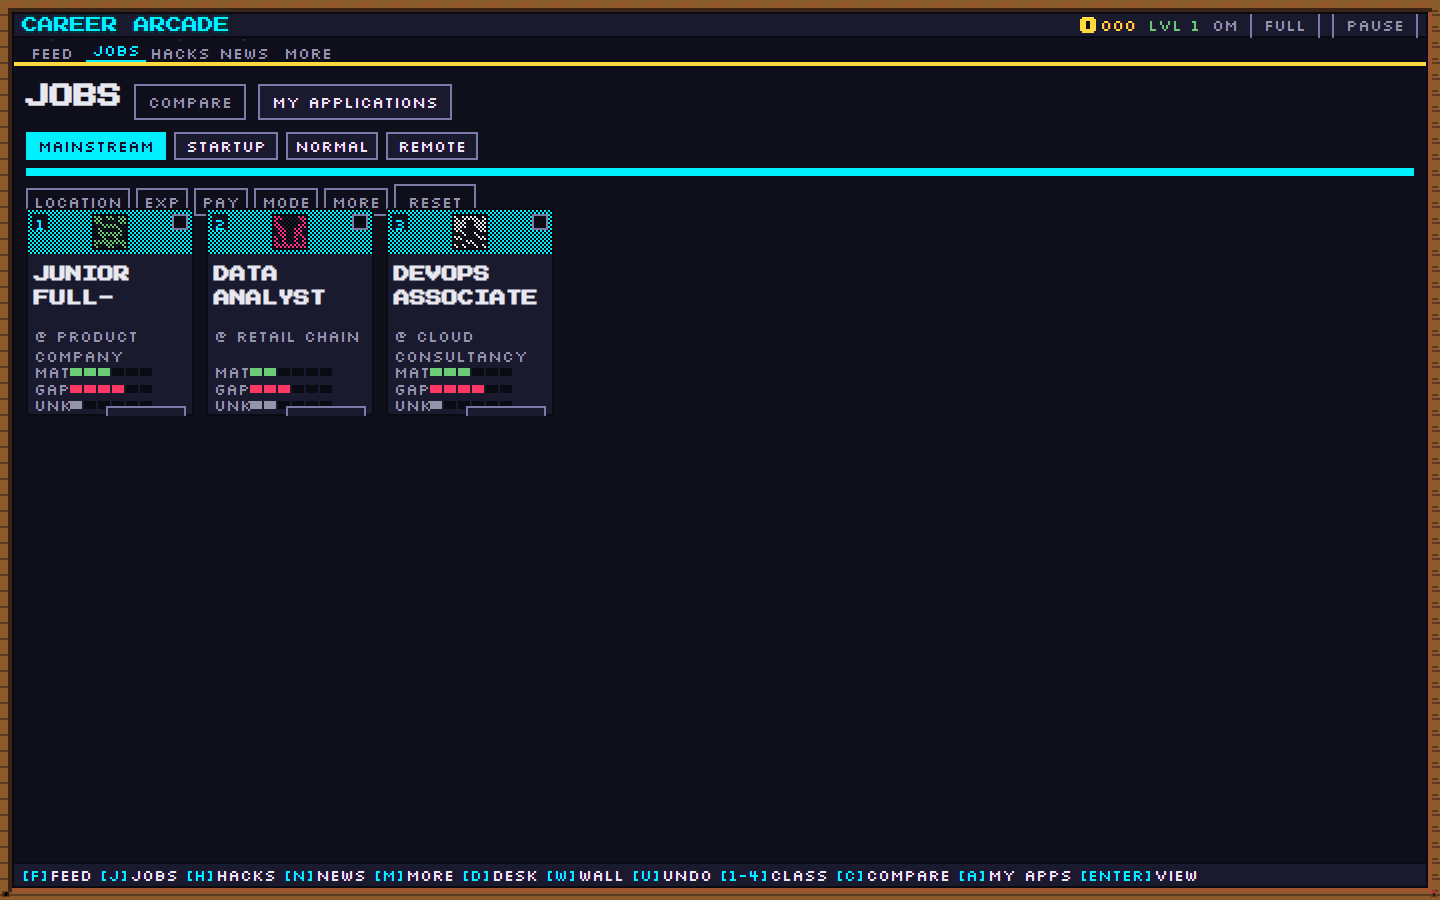 CAREER ARCADE
000 LVL 1 OM FULL PAUSE
FEED JOBS HACKS NEWS MORE
JOBS COMPARE MY APPLICATIONS
MAINSTREAM STARTUP NORMAL REMOTE
LOCATION EXP PAY MODE MORE RESET
1
JUNIOR
FULL-
@ PRODUCT
COMPANY
MAT
GAP
UNK
2
DATA
ANALYST
@ RETAIL CHAIN
MAT
GAP
UNK
3
DEVOPS
ASSOCIATE
@ CLOUD
CONSULTANCY
MAT
GAP
UNK
[F]FEED [J]JOBS [H]HACKS [N]NEWS [M]MORE [D]DESK [W]WALL [U]UNDO [1-4]CLASS [C]COMPARE [A]MY APPS [ENTER]VIEW